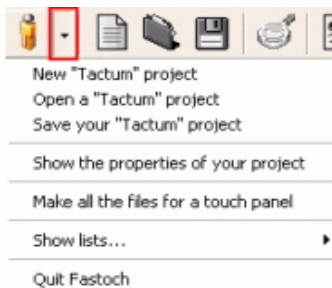 New "Tactum" project
Open a "Tactum" project
Save your "Tactum" project
Show the properties of your project
Make all the files for a touch panel
Show lists...
Quit Fastoch